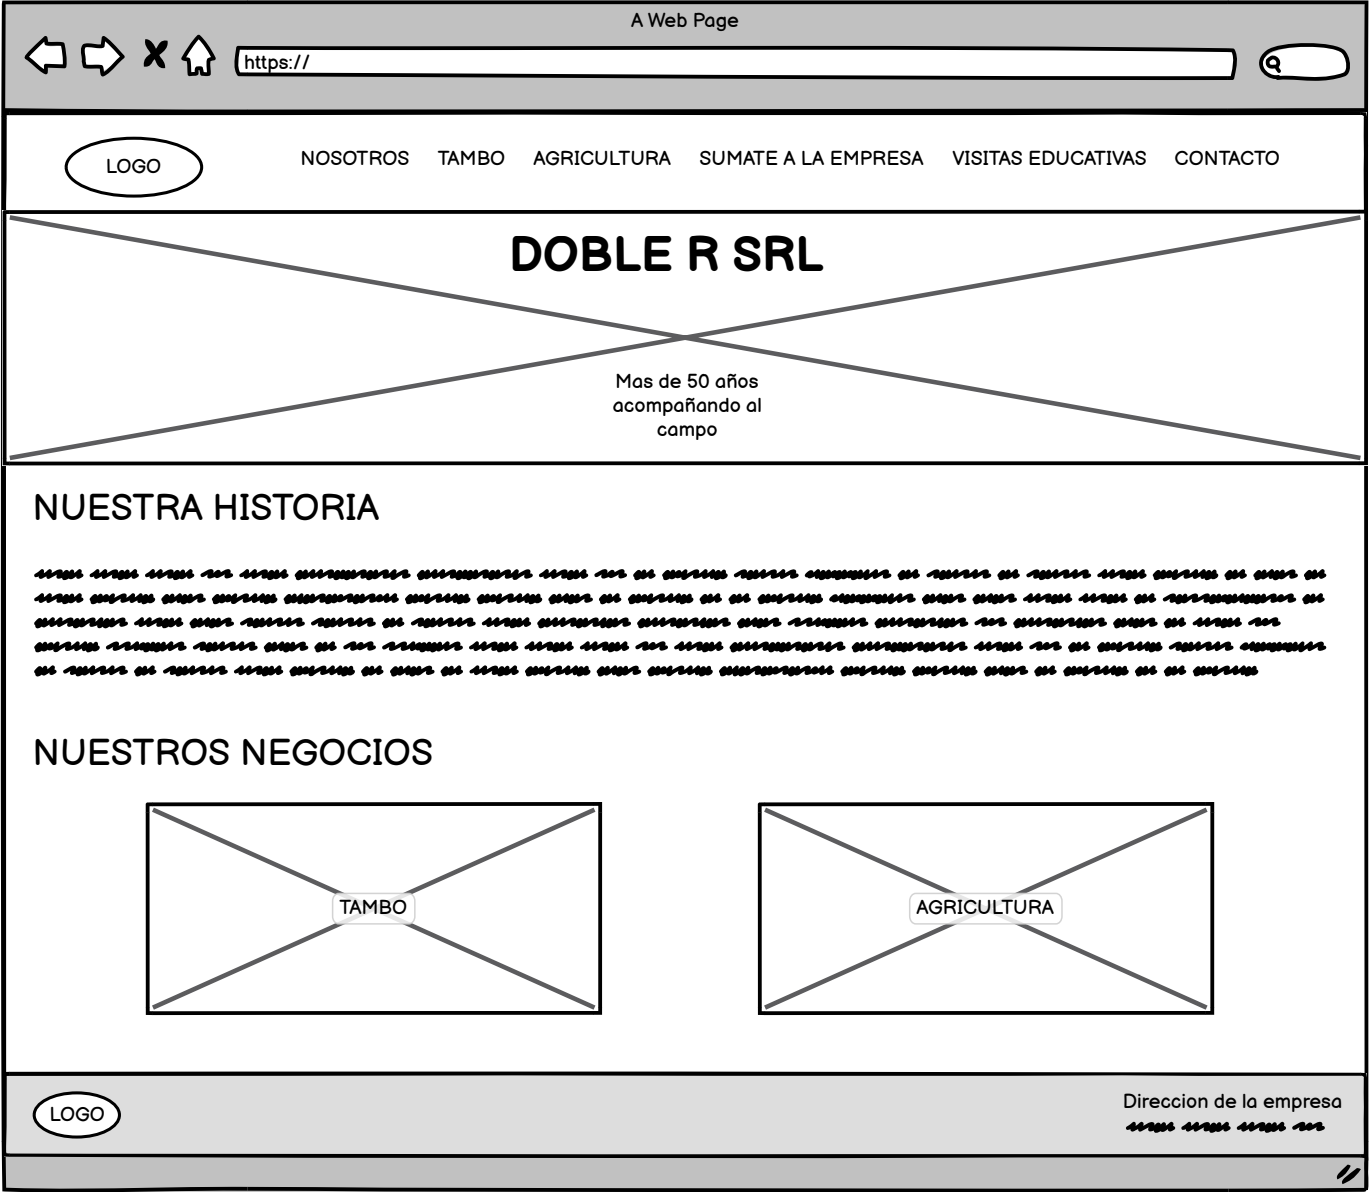 A Web Page
https://
LOGO
NOSOTROS TAMBO AGRICULTURA SUMATE A LA EMPRESA VISITAS EDUCATIVAS CONTACTO
DOBLE R SRL
Mas de 50 años
acompañando al
campo
NUESTRA HISTORIA
NUESTROS NEGOCIOS
TAMBO
AGRICULTURA
LOGO
Direccion de la empresa